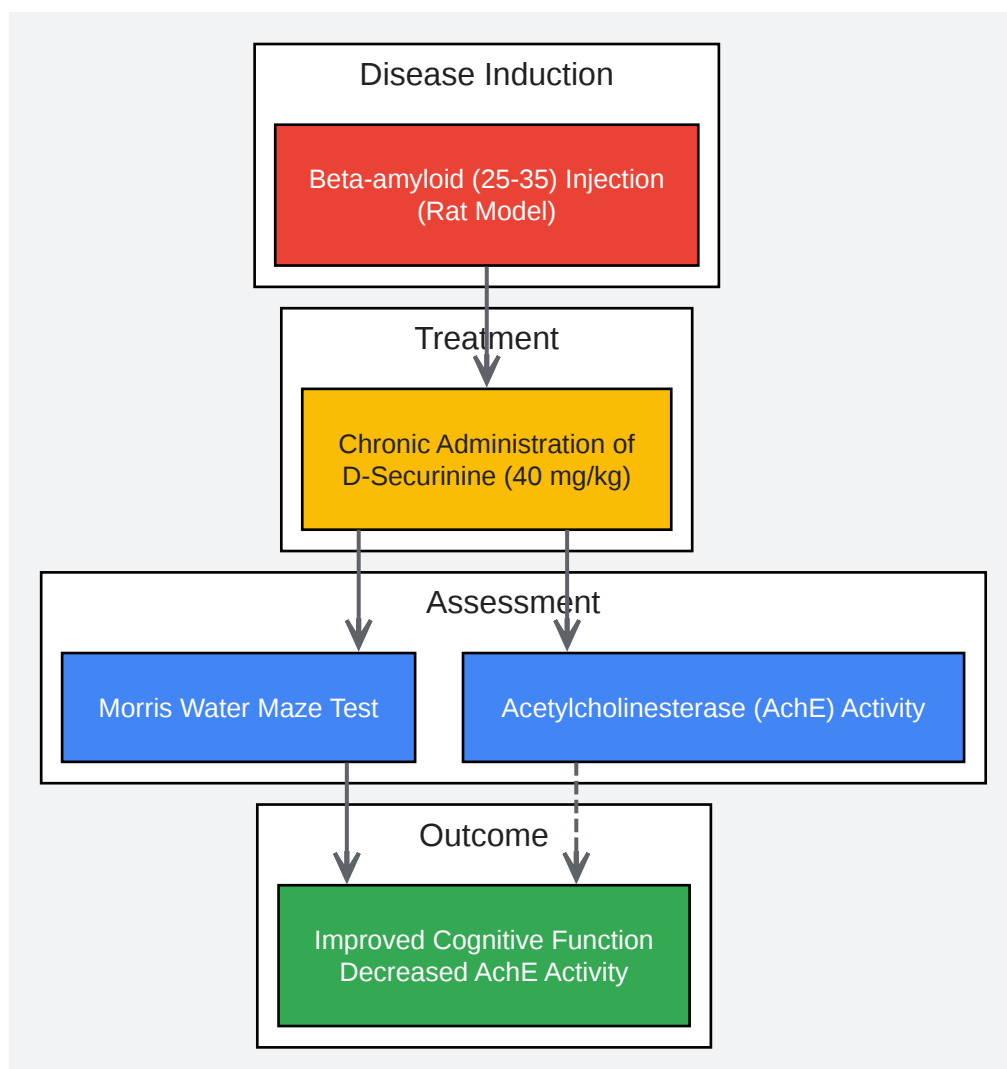 Disease Induction
Beta-amyloid (25-35) Injection
(Rat Model)
Treatment
Chronic Administration of
D-Securinine (40 mg/kg)
Assessment
Morris Water Maze Test
Acetylcholinesterase (AchE) Activity
Outcome
Improved Cognitive Function
Decreased AchE Activity